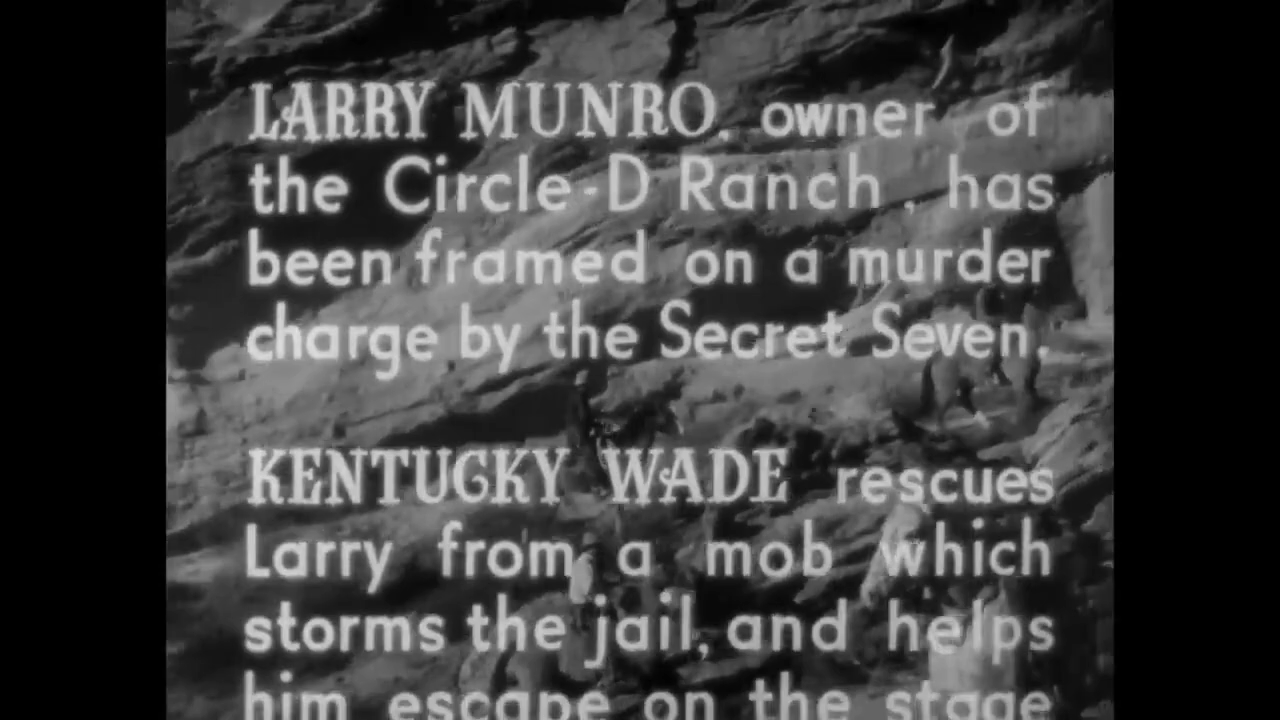 LARRY MUNRO, owner of
the Circle-D Ranch, has
been framed on a murder
charge by the Secret Seven.
KENTUCKY WADE rescues
Larry from a mob which
storms the jail, and helps
him escape on the stage